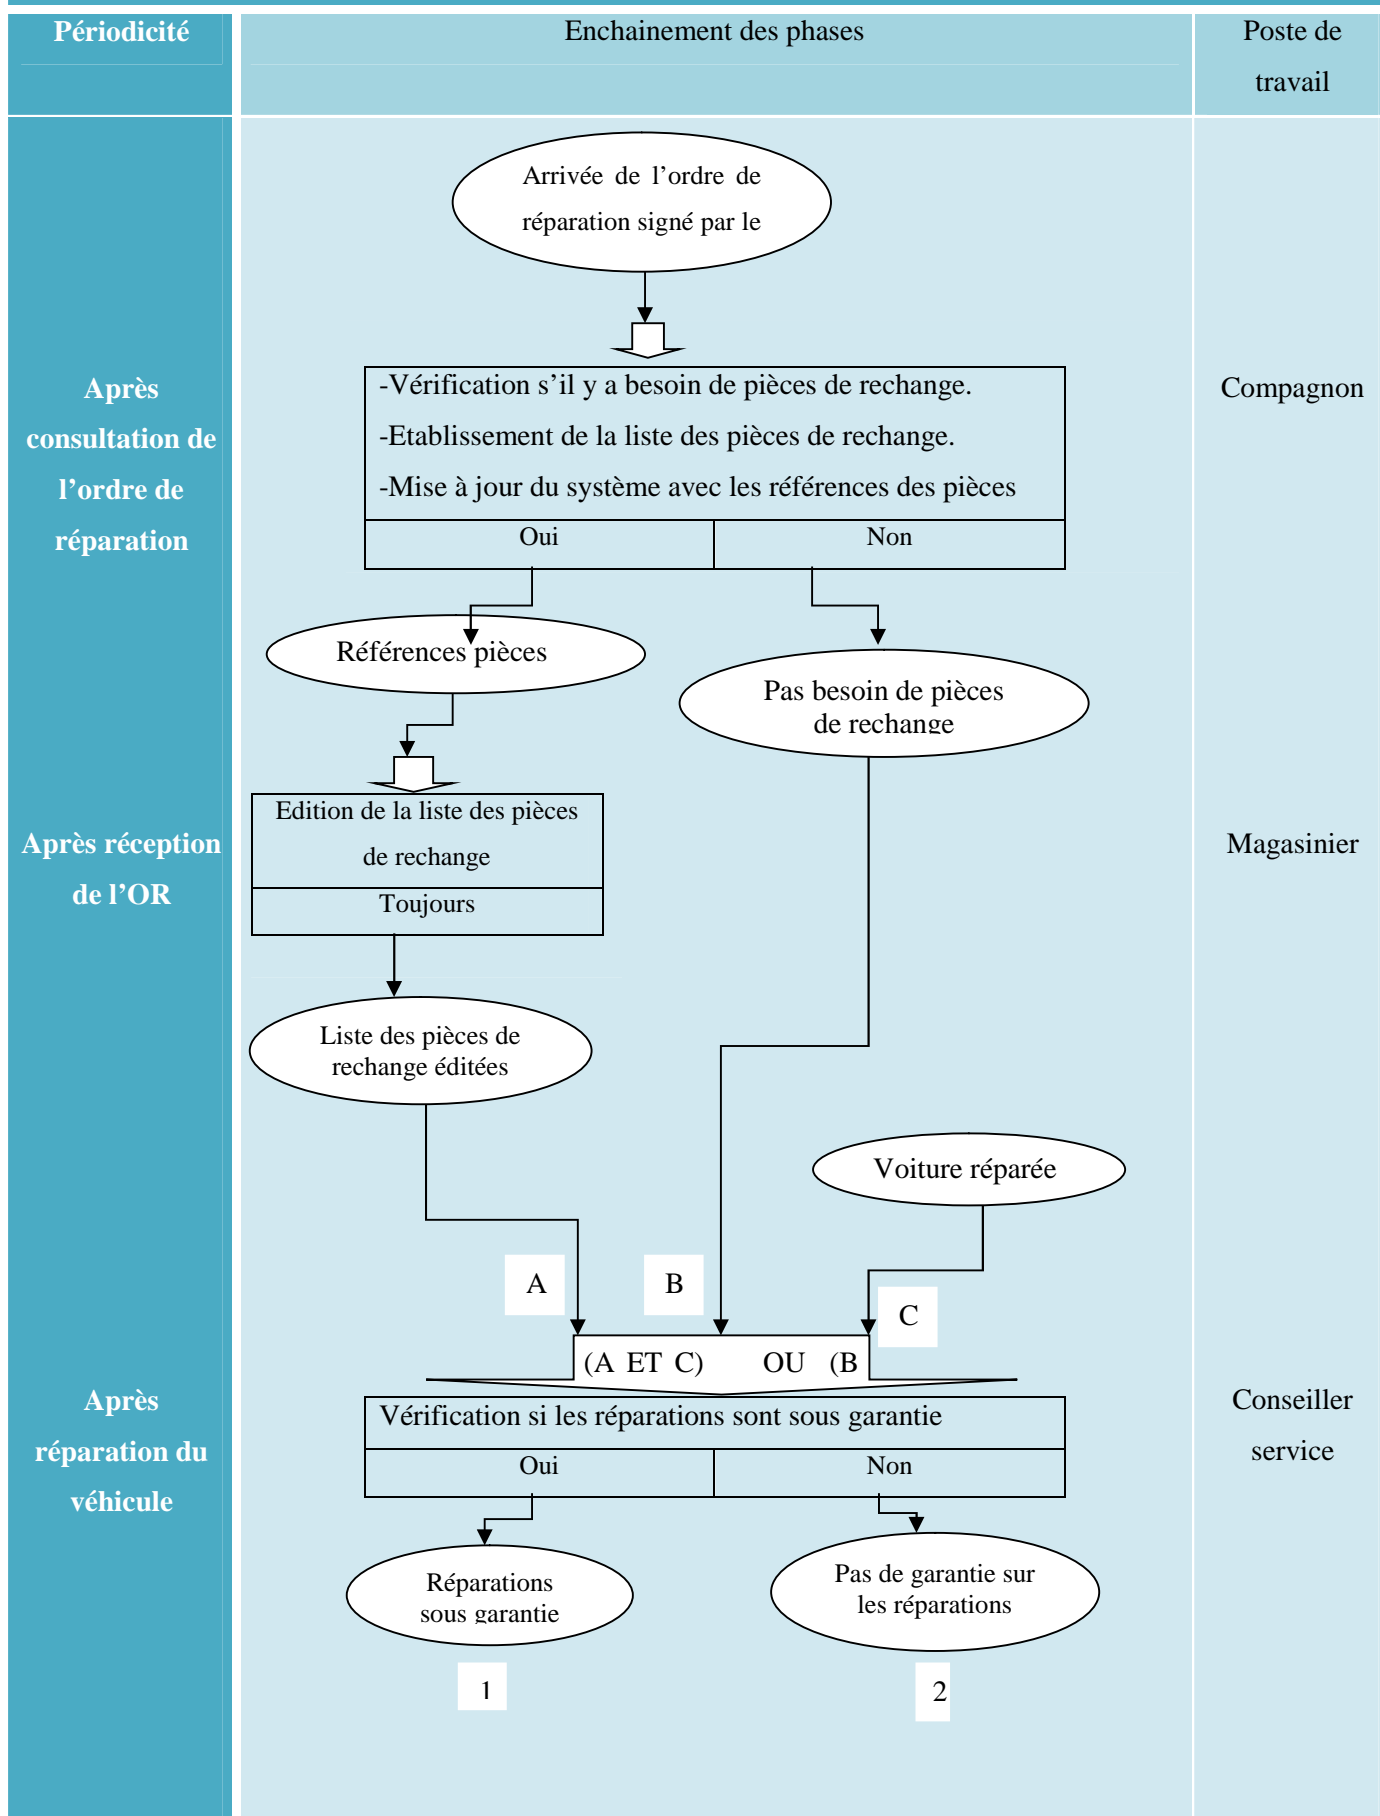 Périodicité
Enchainement des phases
Poste de
travail
Arrivée de l’ordre de
réparation signé par le
Après
consultation de
l’ordre de
réparation
-Vérification s’il y a besoin de pièces de rechange.
-Etablissement de la liste des pièces de rechange.
-Mise à jour du système avec les références des pièces
Oui
Non
Compagnon
Références pièces
Pas besoin de pièces
de rechange
Après réception
de l’OR
Edition de la liste des pièces
de rechange
Toujours
Magasinier
Liste des pièces de
rechange éditées
Voiture réparée
A
B
C
(A ET C) OU (B
Après
réparation du
véhicule
Vérification si les réparations sont sous garantie
Oui
Non
Conseiller
service
Réparations
sous garantie
Pas de garantie sur
les réparations
1
2